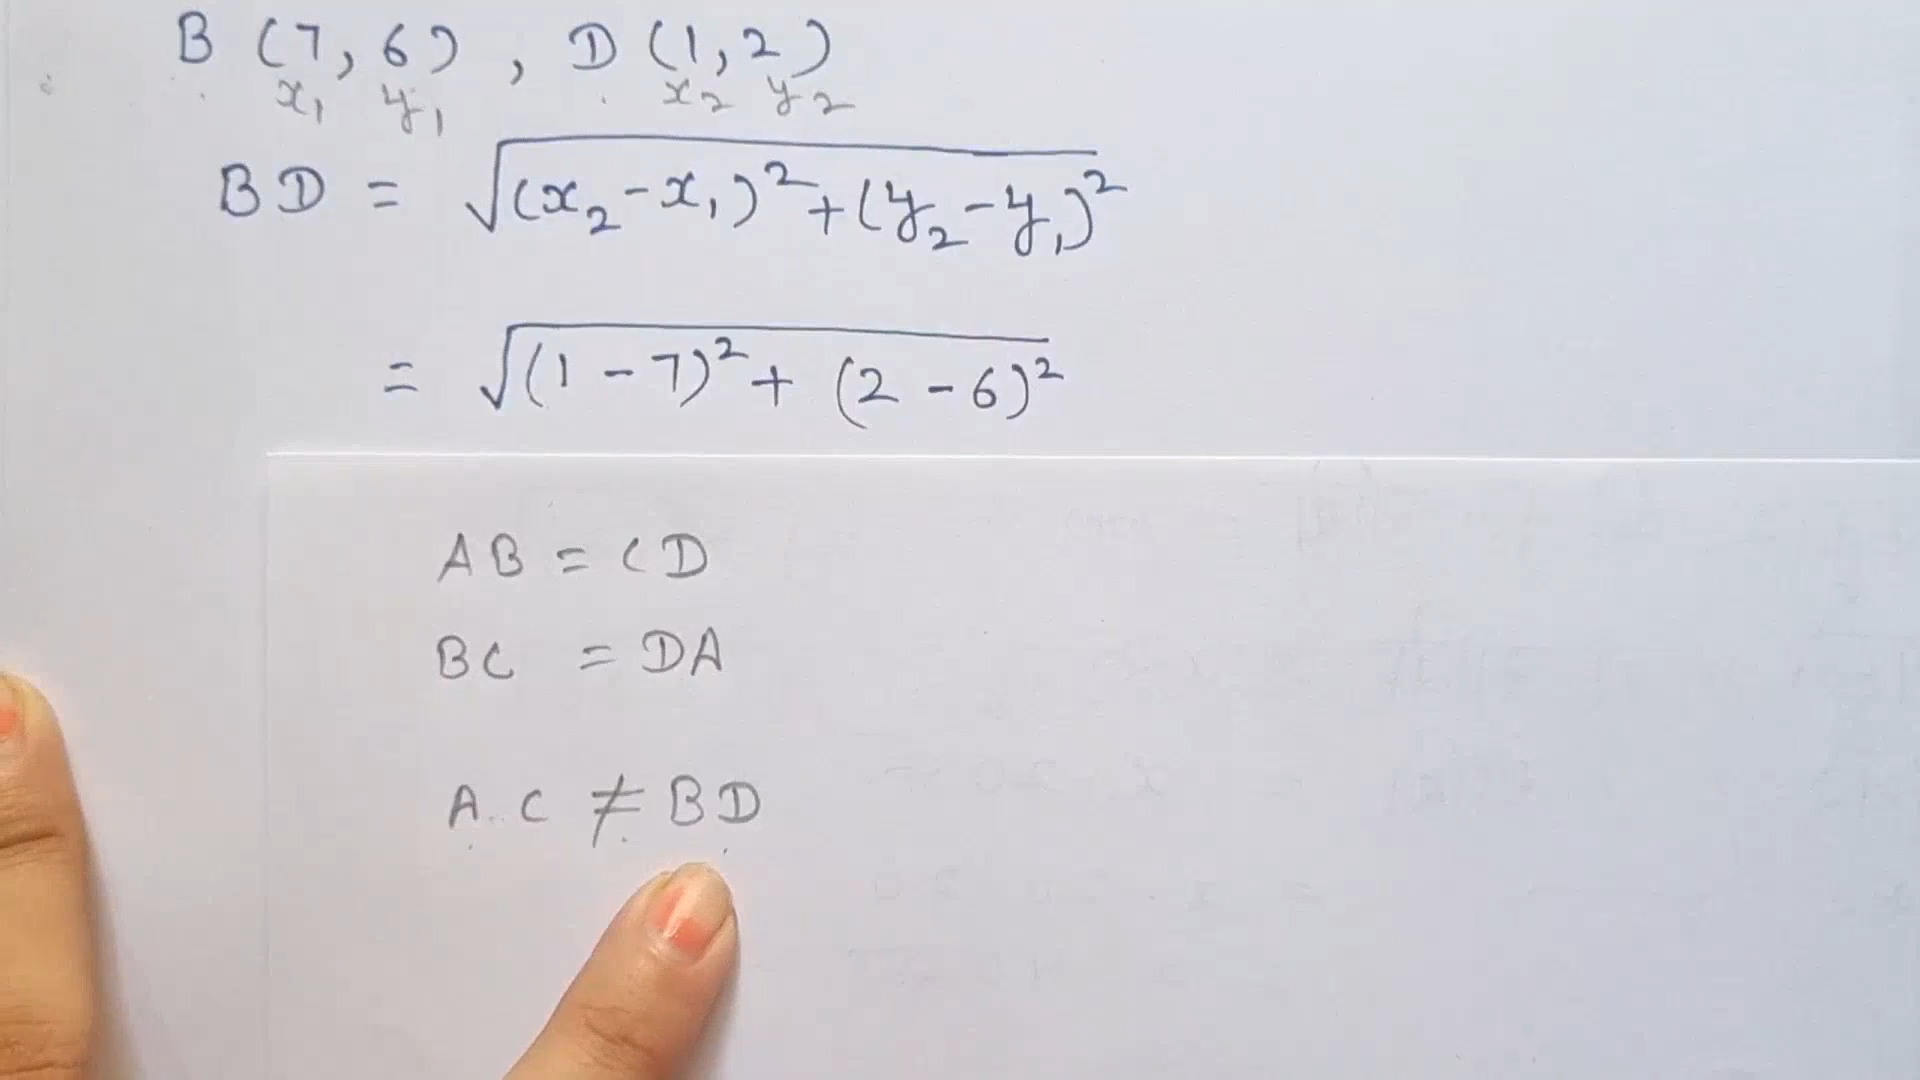 B (7, 6) , D (1, 2)
x₁ y₁ x₂ y₂
BD = √(x₂-x₁)²+(y₂-y₁)²
= √(1-7)²+(2-6)²
AB = CD
BC = DA
AC ≠ BD